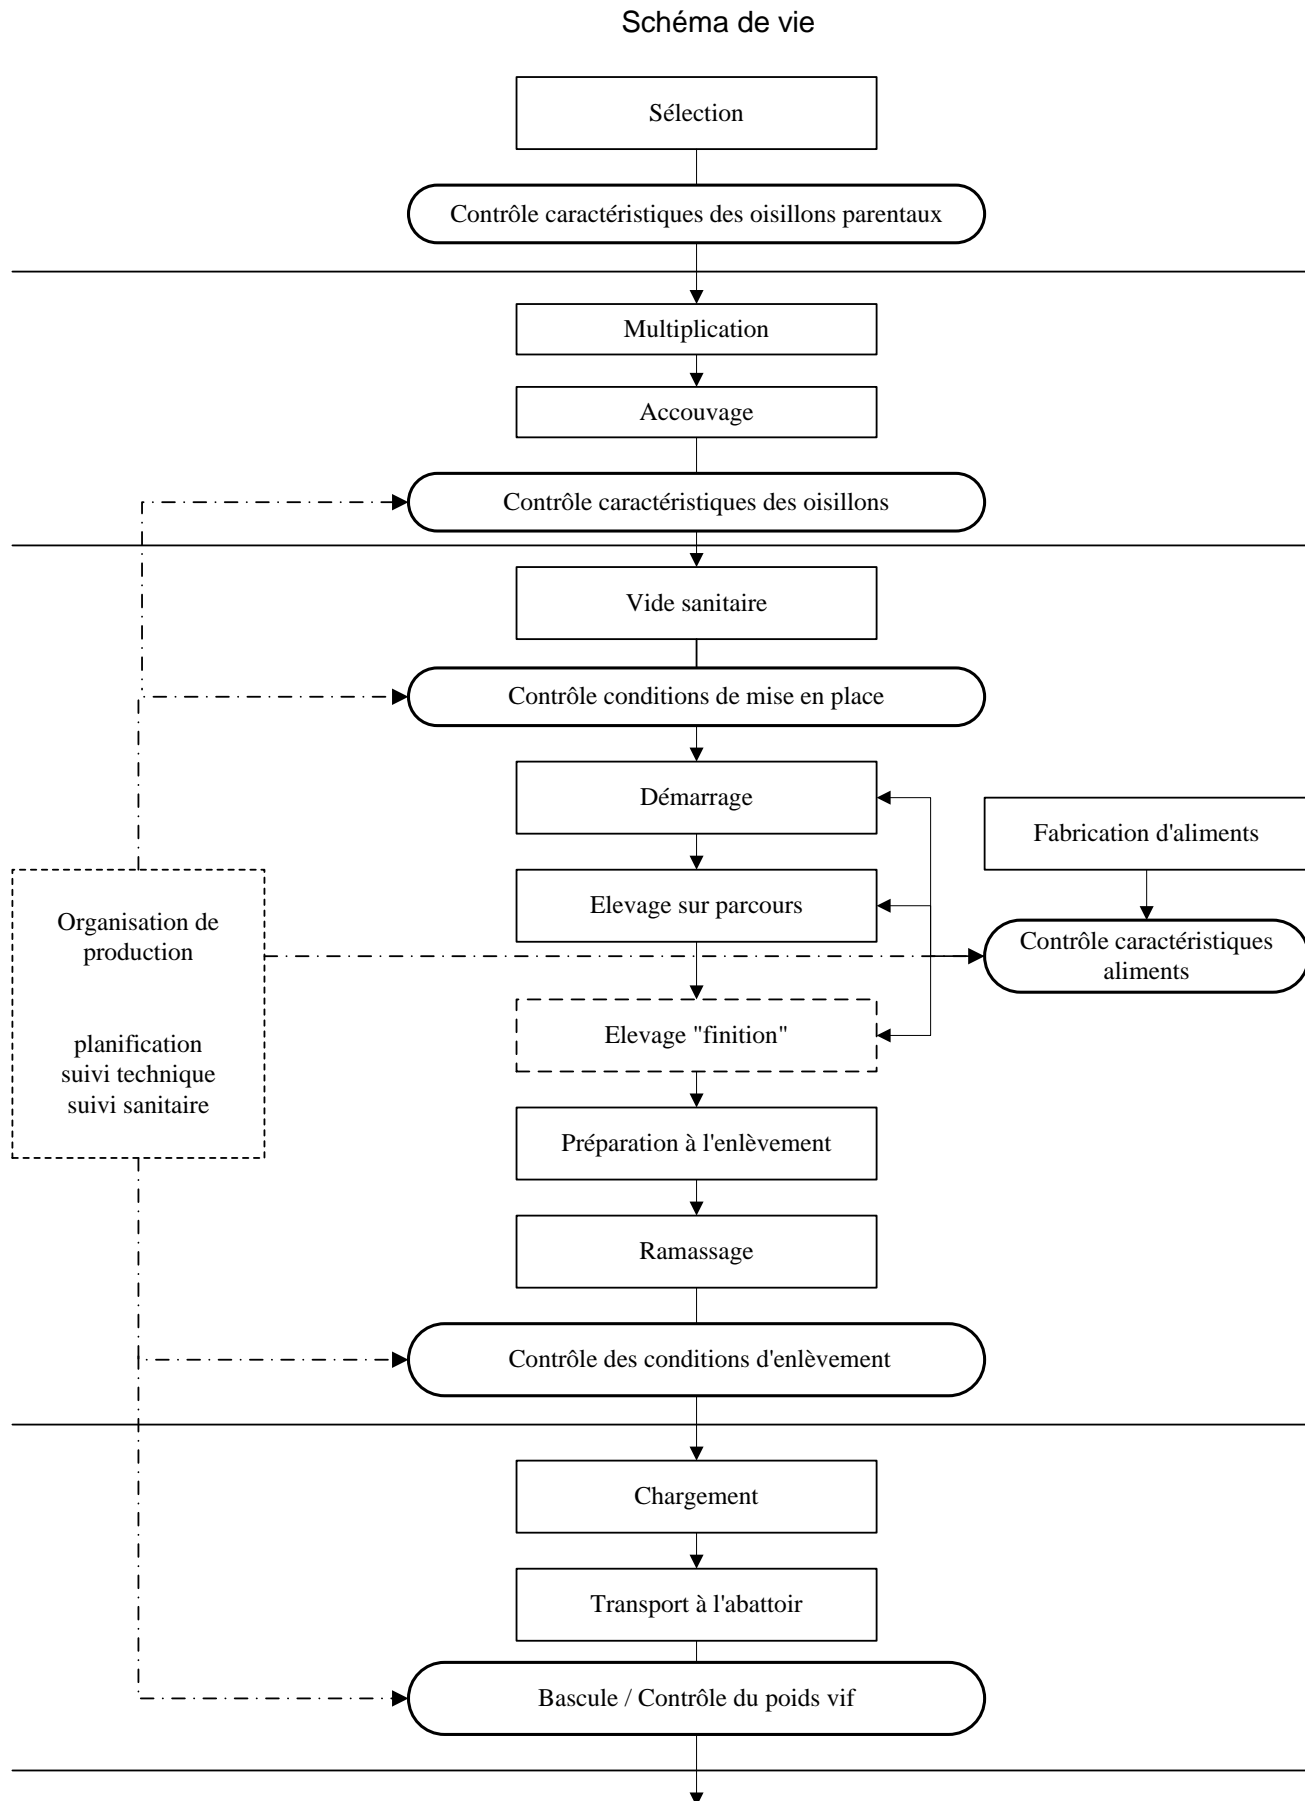 Schéma de vie
Sélection
Contrôle caractéristiques des oisillons parentaux
Multiplication
Accouvage
Contrôle caractéristiques des oisillons
Vide sanitaire
Contrôle conditions de mise en place
Démarrage
Fabrication d'aliments
Elevage sur parcours
Organisation de
production
Contrôle caractéristiques
aliments
Elevage "finition"
planification
suivi technique
suivi sanitaire
Préparation à l'enlèvement
Ramassage
Contrôle des conditions d'enlèvement
Chargement
Transport à l'abattoir
Bascule / Contrôle du poids vif